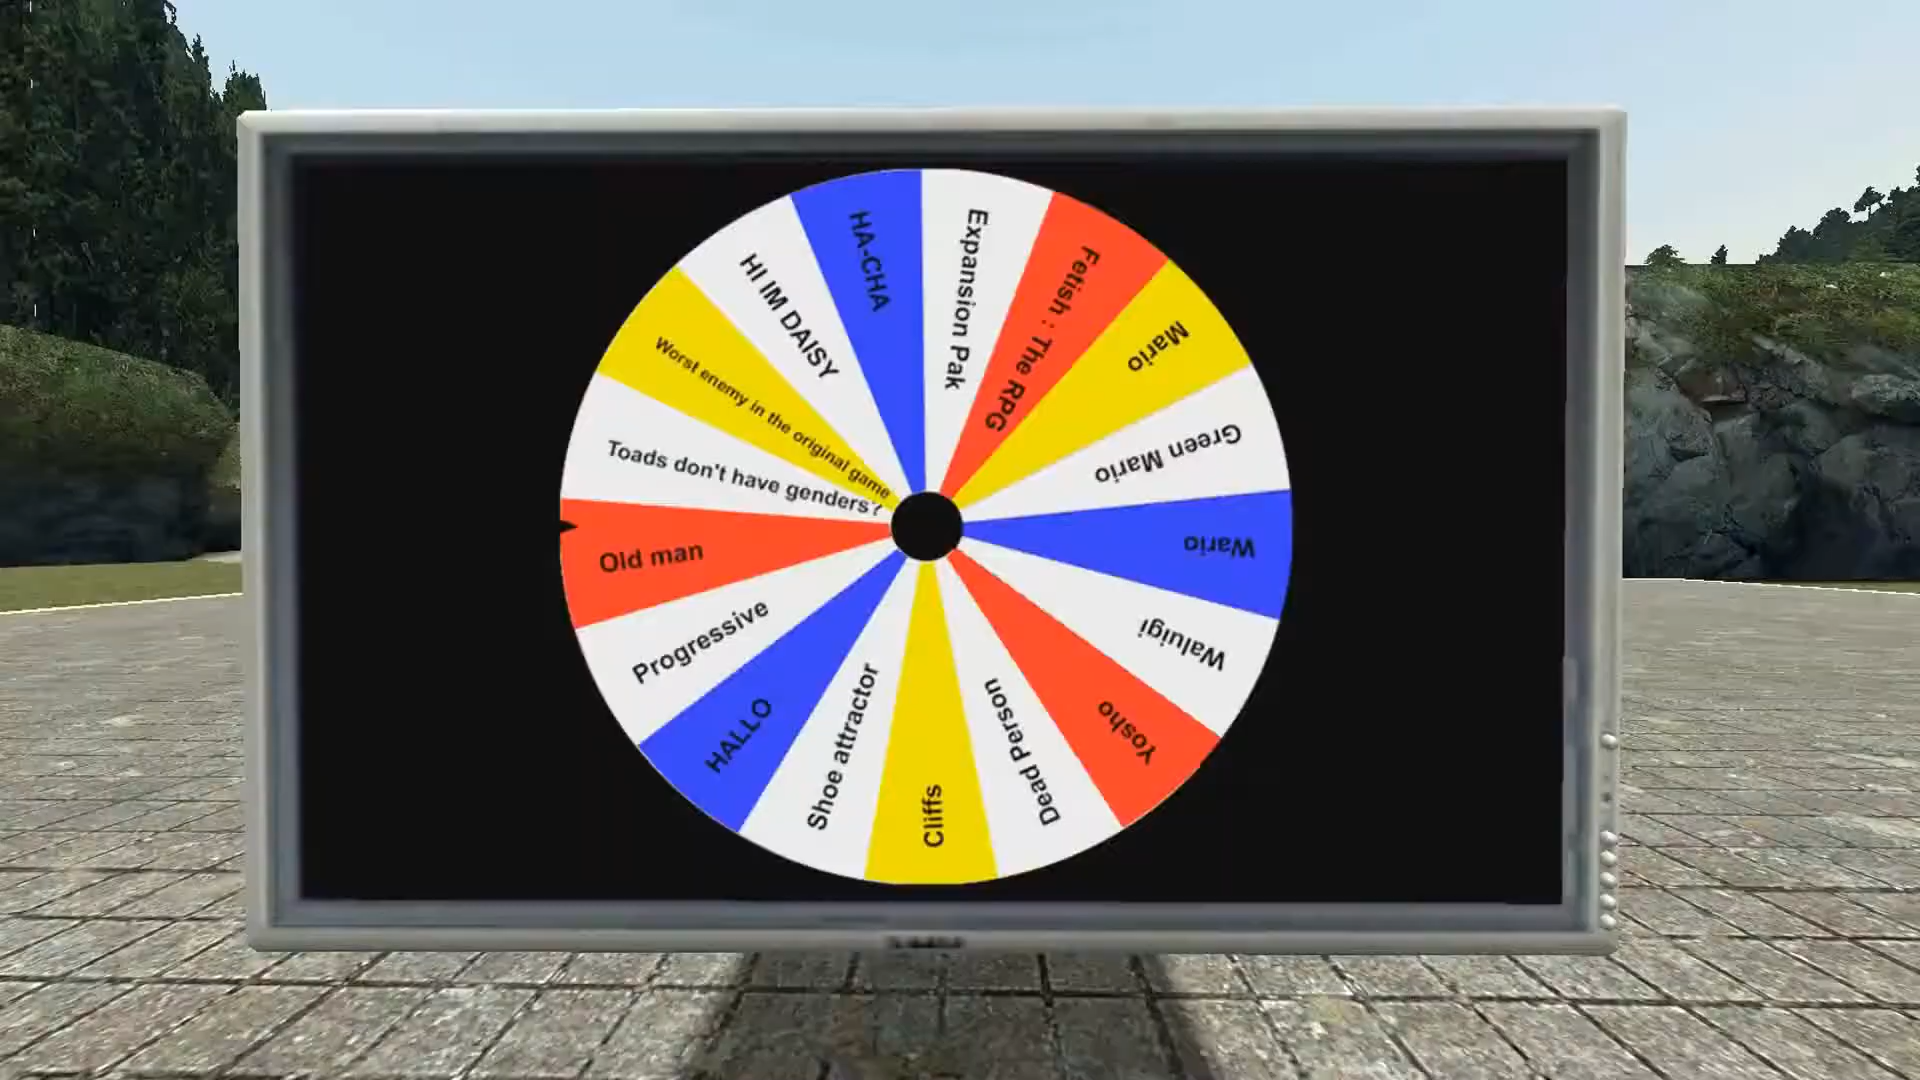 HA-CHA
Expansion Pak
Fetish : The RPG
Mario
Green Mario
Wario
Waluigi
Yosho
Dead Person
Cliffs
Shoe attractor
HALLO
Progressive
Old man
Toads don't have genders?
Worst enemy in the original game
HI IM DAISY